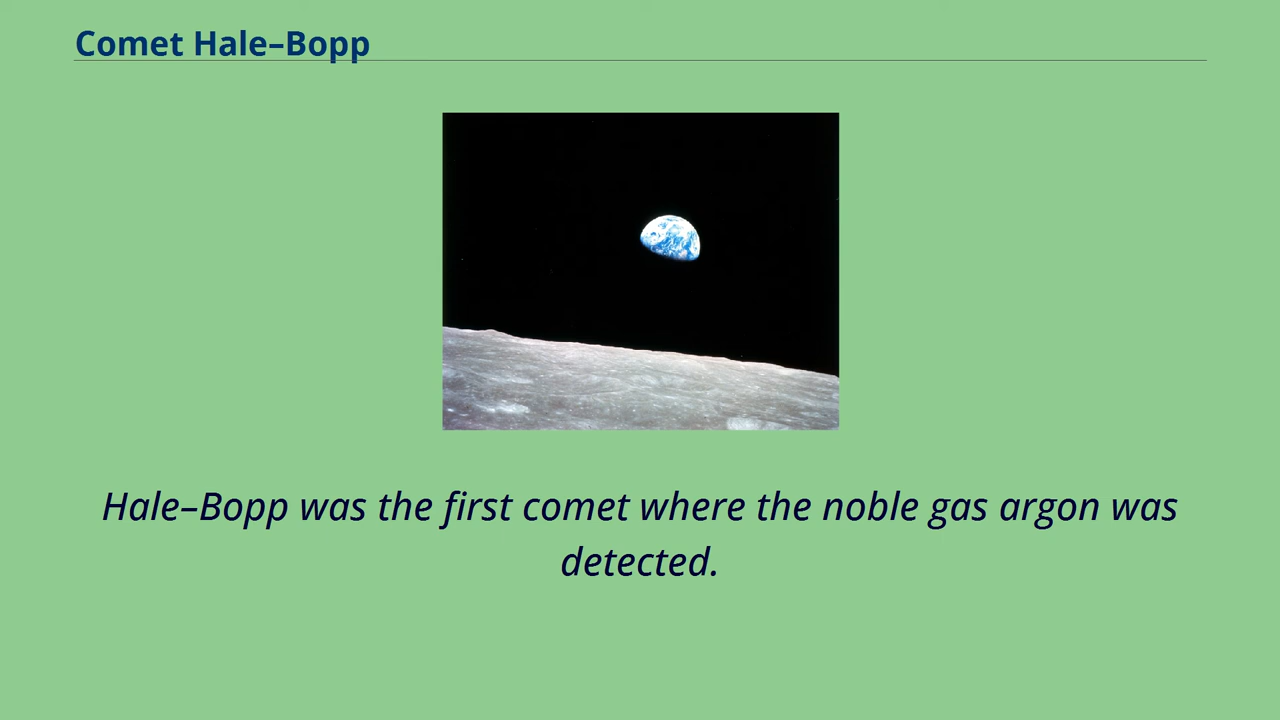 Comet Hale–Bopp
Hale–Bopp was the first comet where the noble gas argon was
detected.